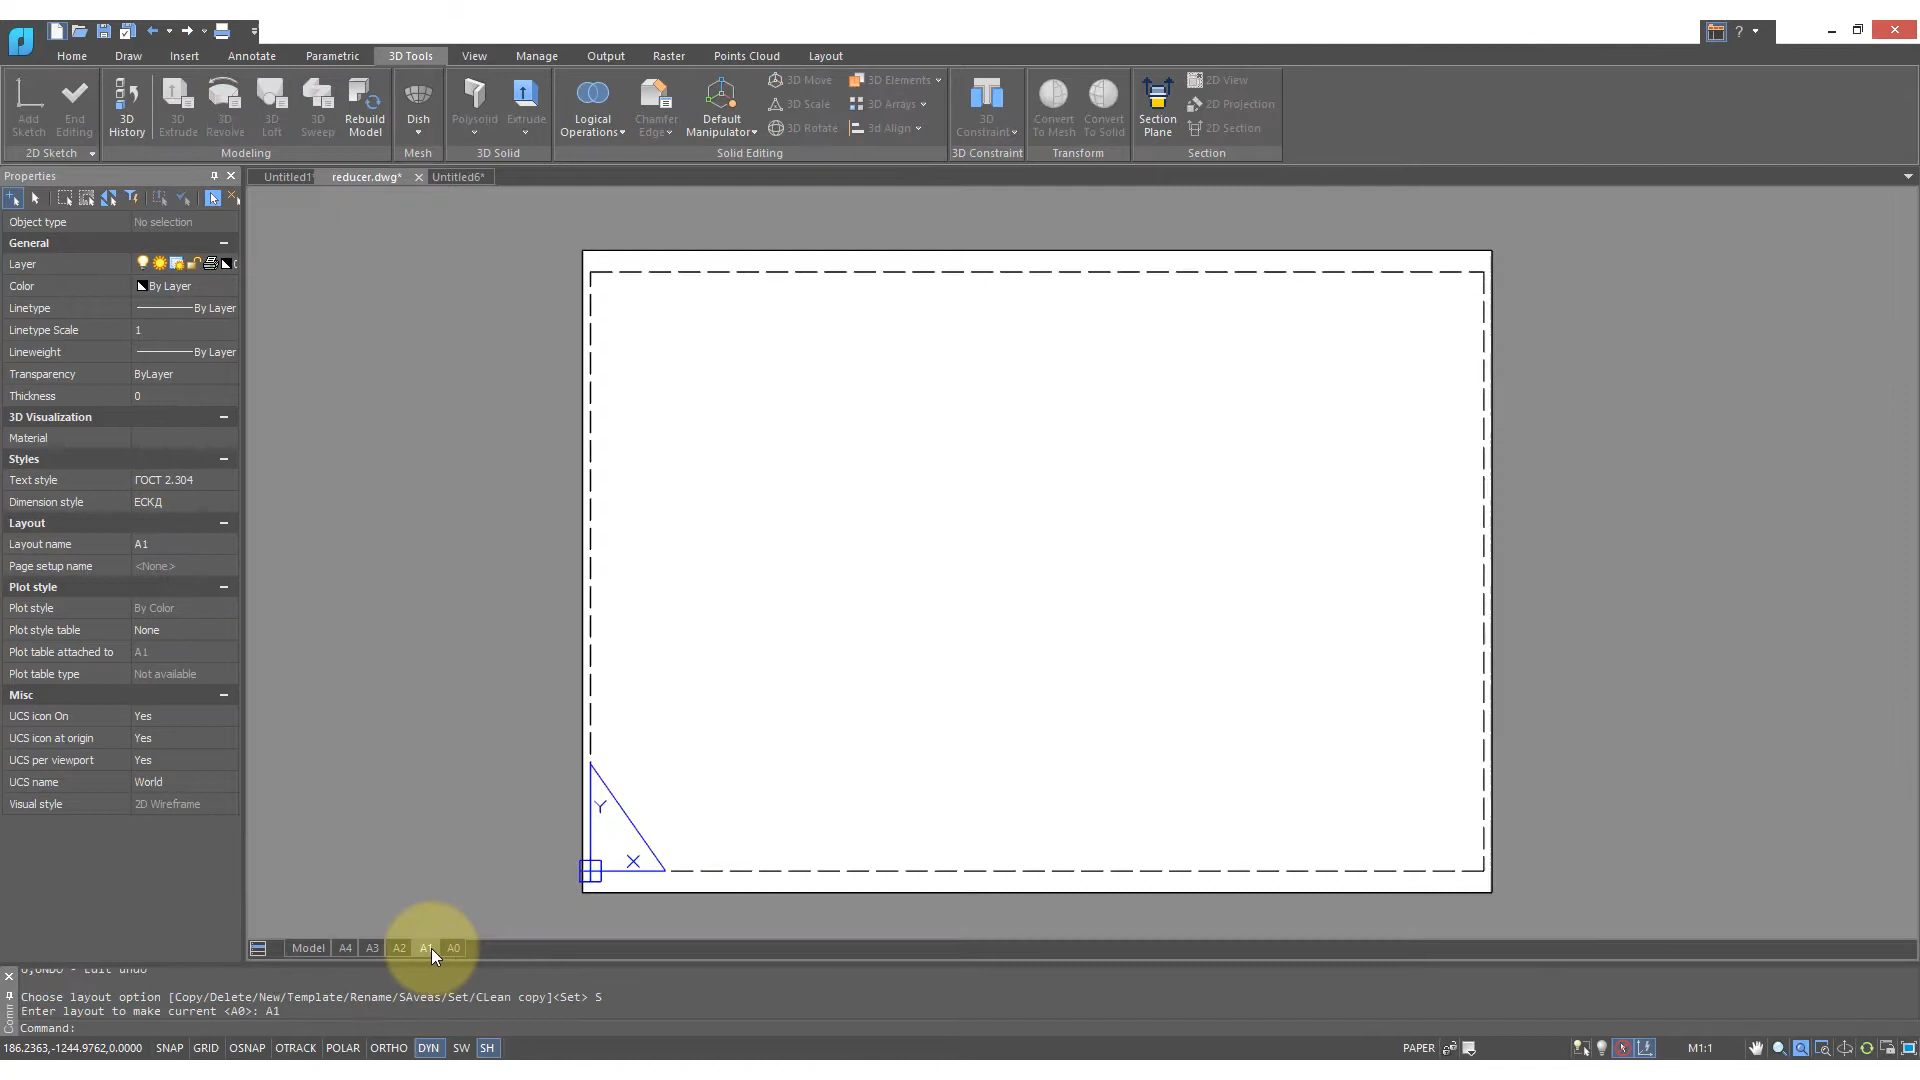 ?
Home Draw Insert Annotate Parametric 3D Tools View Manage Output Raster Points Cloud Layout
Add Sketch
End Editing
3D History
3D Extrude
3D Revolve
3D Loft
3D Sweep
Rebuild Model
Dish
Polysolid
Extrude
Logical Operations
Chamfer Edge
Default Manipulator
3D Move
3D Scale
3D Rotate
3D Elements
3D Arrays
3d Align
3D Constraint
Convert To Mesh
Convert To Solid
Section Plane
2D View
2D Projection
2D Section
2D Sketch Modeling Mesh 3D Solid Solid Editing 3D Constraint Transform Section
Properties
Untitled1 reducer.dwg* Untitled6*
Object type No selection
General
Layer
Color By Layer
Linetype By Layer
Linetype Scale 1
Lineweight By Layer
Transparency ByLayer
Thickness 0
3D Visualization
Material
Styles
Text style ГОСТ 2.304
Dimension style ЕСКД
Layout
Layout name A1
Page setup name <None>
Plot style
Plot style By Color
Plot style table None
Plot table attached to A1
Plot table type Not available
Misc
UCS icon On Yes
UCS icon at origin Yes
UCS per viewport Yes
UCS name World
Visual style 2D Wireframe
Y
X
Model A4 A3 A2 A1 A0
Choose layout option [Copy/Delete/New/Template/Rename/SAveas/Set/CLean copy]<Set> S
Enter layout to make current <A0>: A1
Command:
186.2363,-1244.9762,0.0000 SNAP GRID OSNAP OTRACK POLAR ORTHO DYN SW SH PAPER M1:1